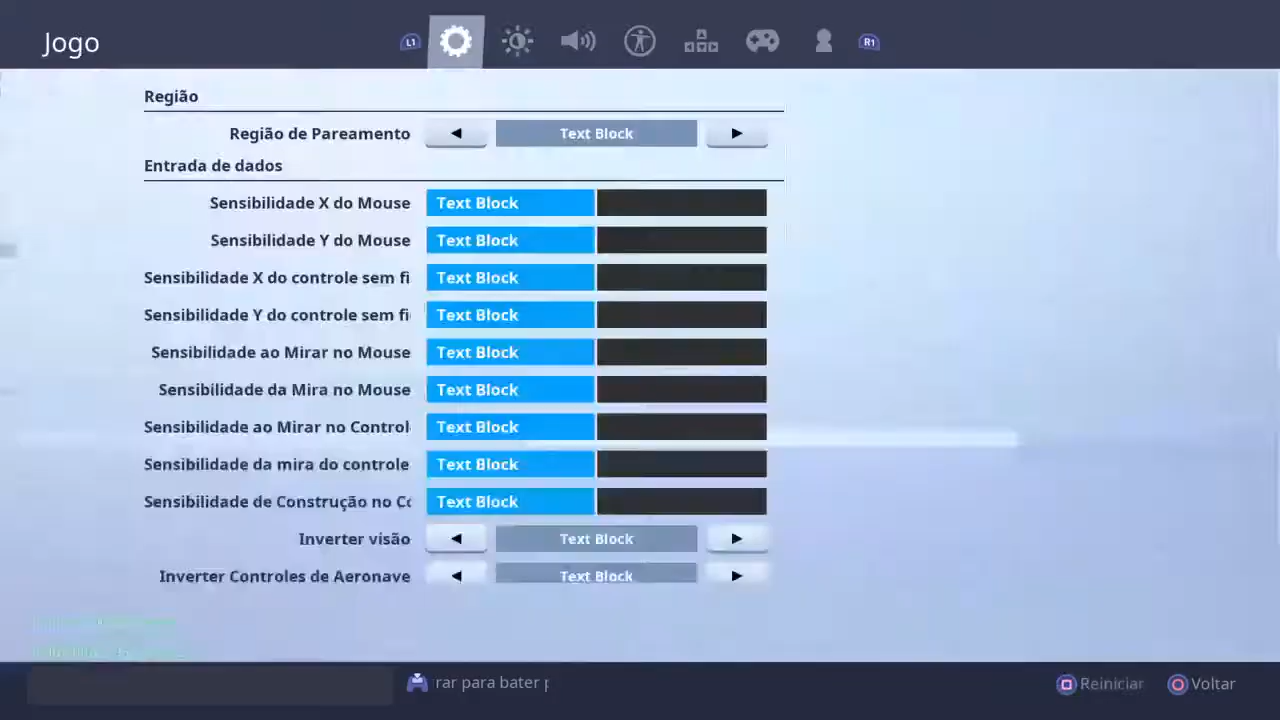 Jogo
L1
R1
Região
Região de Pareamento
Text Block
Entrada de dados
Sensibilidade X do Mouse
Text Block
Sensibilidade Y do Mouse
Text Block
Sensibilidade X do controle sem fi
Text Block
Sensibilidade Y do controle sem fi
Text Block
Sensibilidade ao Mirar no Mouse
Text Block
Sensibilidade da Mira no Mouse
Text Block
Sensibilidade ao Mirar no Control
Text Block
Sensibilidade da mira do controle
Text Block
Sensibilidade de Construção no Co
Text Block
Inverter visão
Text Block
Inverter Controles de Aeronave
Text Block
rar para bater p
Reiniciar
Voltar